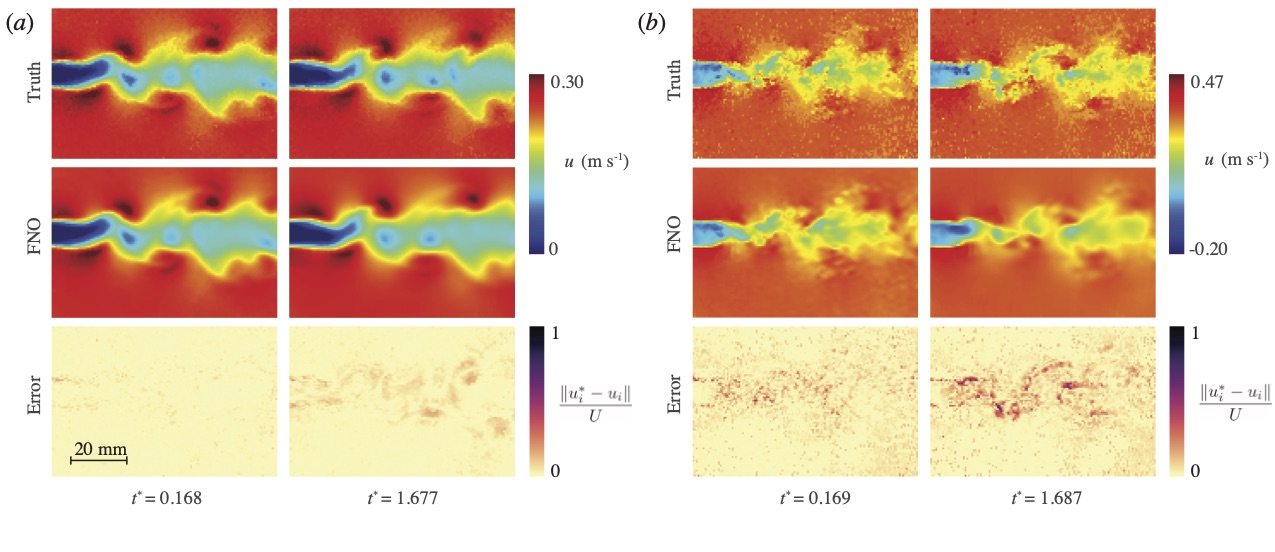 (a)
(b)
Truth
0.30
u (m s⁻¹)
0
Truth
0.47
u (m s⁻¹)
-0.20
FNO
FNO
Error
20 mm
1
‖u*ᵢ − uᵢ‖
U
0
Error
1
‖u*ᵢ − uᵢ‖
U
0
t* = 0.168
t* = 1.677
t* = 0.169
t* = 1.687